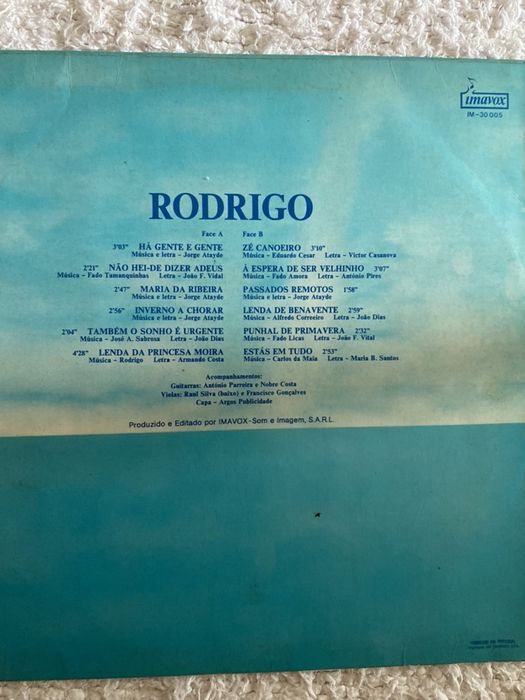 imavox
IM-30 005
RODRIGO
Face A
3'03" HÁ GENTE E GENTE
Música e letra - Jorge Atayde
2'21" NÃO HEI-DE DIZER ADEUS
Música - Fado Tamanquinhas Letra - João F. Vidal
2'47" MARIA DA RIBEIRA
Música e letra - Jorge Atayde
2'56" INVERNO A CHORAR
Música e letra - Jorge Atayde
2'04" TAMBÉM O SONHO É URGENTE
Música - José A. Sabrosa Letra - João Dias
4'28" LENDA DA PRINCESA MOIRA
Música - Rodrigo Letra - Armando Costa
Face B
ZÉ CANOEIRO 3'10"
Música - Eduardo Cesar Letra - Victor Casanova
À ESPERA DE SER VELHINHO 3'07"
Música - Fado Amora Letra - António Pires
PASSADOS REMOTOS 1'58"
Música e letra - Jorge Atayde
LENDA DE BENAVENTE 2'59"
Música - Alfredo Correeiro Letra - João Dias
PUNHAL DE PRIMAVERA 2'32"
Música - Fado Licas Letra - João F. Vital
ESTÁS EM TUDO 2'53"
Música - Carlos da Maia Letra - Maria B. Santos
Acompanhamentos:
Guitarras: António Parreira e Nobre Costa
Violas: Raul Silva (baixo) e Francisco Gonçalves
Capa - Argos Publicidade
Produzido e Editado por IMAVOX-Som e Imagem, S.A.R.L.